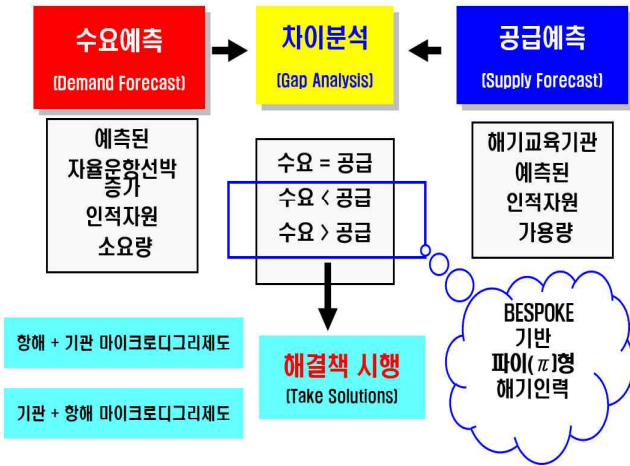 수요예측
(Demand Forecast)
차이분석
(Gap Analysis)
공급예측
(Supply Forecast)
예측된
자율운항선박
증가
인적자원
소요량
수요 = 공급
수요 < 공급
수요 > 공급
해기교육기관
예측된
인적자원
가용량
항해 + 기관 마이크로디그리제도
기관 + 항해 마이크로디그리제도
해결책 시행
(Take Solutions)
BESPOKE
기반
파이(π)형
해기인력